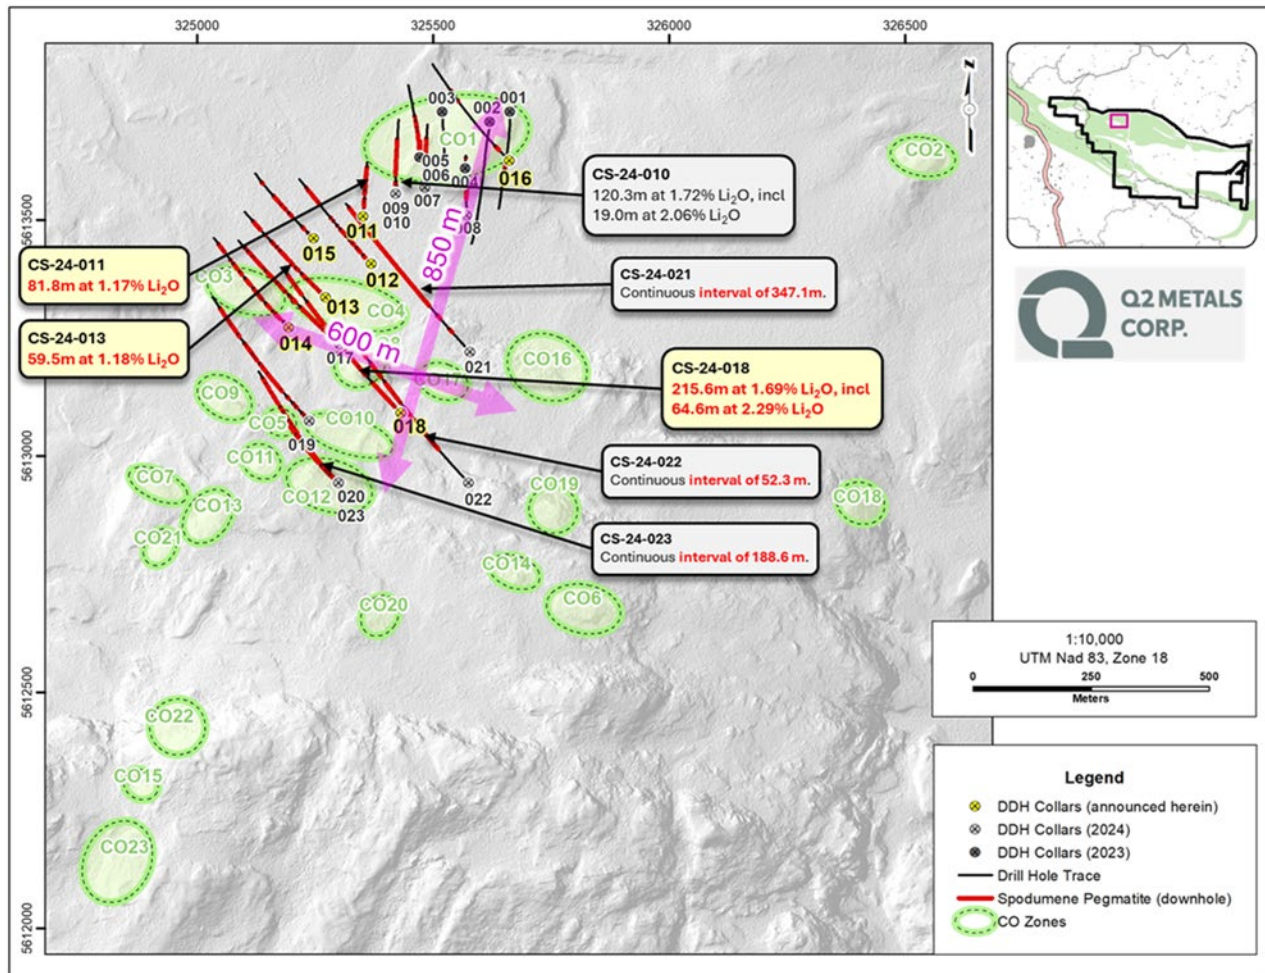 325000
325500
326000
326500
5613500
5613000
5612500
5612000
N
003
002
001
CO1
005
006
004
016
007
009
010
008
011
015
012
013
014
017
021
018
019
020
023
022
850 m
600 m
CO2
CO3
CO4
CO16
CO9
CO5
CO10
CO11
CO7
CO12
CO13
CO19
CO18
CO21
CO14
CO6
CO20
CO22
CO15
CO23
CS-24-010
120.3m at 1.72% Li₂O, incl
19.0m at 2.06% Li₂O
CS-24-011
81.8m at 1.17% Li₂O
CS-24-021
Continuous interval of 347.1m.
CS-24-013
59.5m at 1.18% Li₂O
CS-24-018
215.6m at 1.69% Li₂O, incl
64.6m at 2.29% Li₂O
CS-24-022
Continuous interval of 52.3 m.
CS-24-023
Continuous interval of 188.6 m.
Q2 METALS
CORP.
1:10,000
UTM Nad 83, Zone 18
0 250 500
Meters
Legend
DDH Collars (announced herein)
DDH Collars (2024)
DDH Collars (2023)
Drill Hole Trace
Spodumene Pegmatite (downhole)
CO Zones